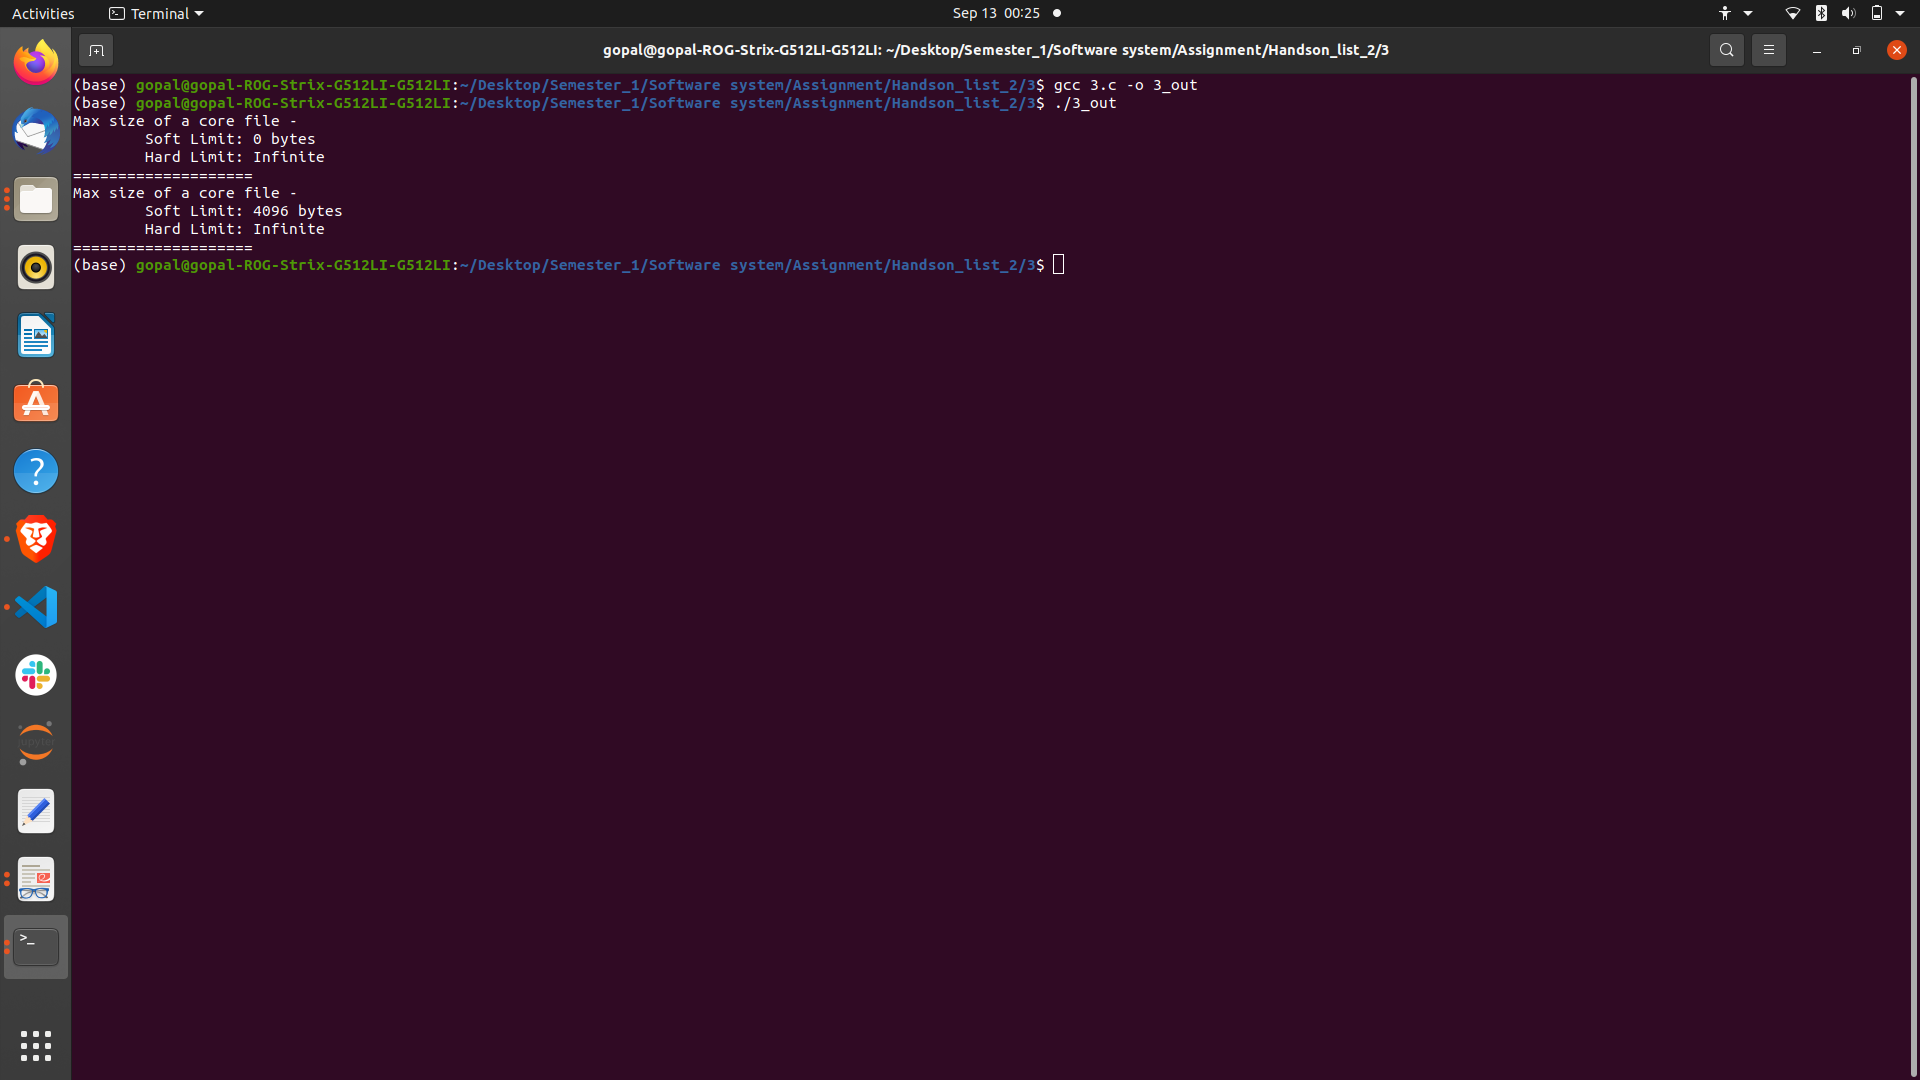 Activities
Terminal
Sep 13 00:25
gopal@gopal-ROG-Strix-G512LI-G512LI: ~/Desktop/Semester_1/Software system/Assignment/Handson_list_2/3
(base) gopal@gopal-ROG-Strix-G512LI-G512LI:~/Desktop/Semester_1/Software system/Assignment/Handson_list_2/3$ gcc 3.c -o 3_out
(base) gopal@gopal-ROG-Strix-G512LI-G512LI:~/Desktop/Semester_1/Software system/Assignment/Handson_list_2/3$ ./3_out
Max size of a core file -
Soft Limit: 0 bytes
Hard Limit: Infinite
====================
Max size of a core file -
Soft Limit: 4096 bytes
Hard Limit: Infinite
====================
(base) gopal@gopal-ROG-Strix-G512LI-G512LI:~/Desktop/Semester_1/Software system/Assignment/Handson_list_2/3$